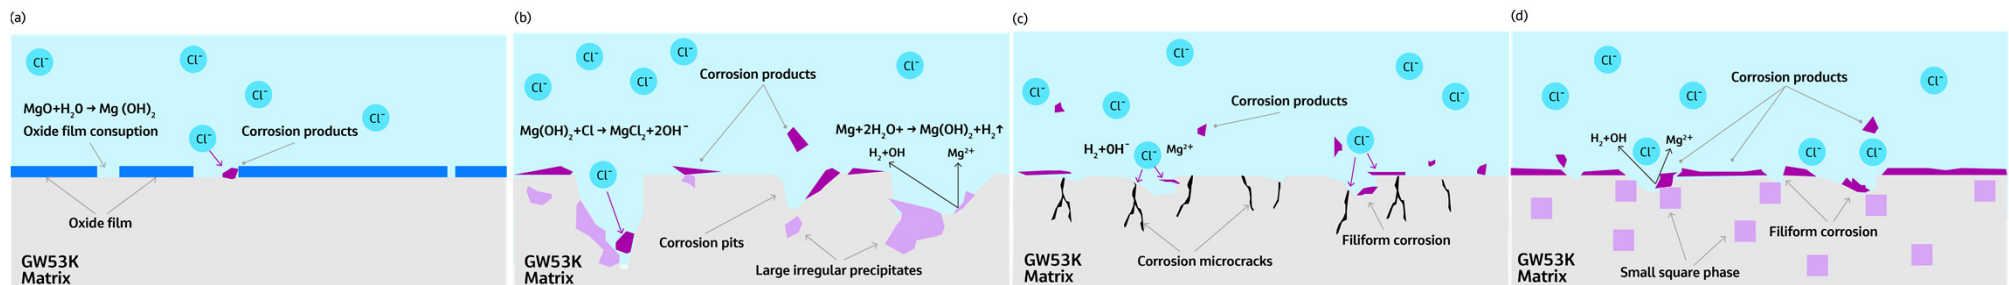 (a)
Cl⁻
Cl⁻
Cl⁻
Cl⁻
Cl⁻
MgO+H₂O → Mg (OH)₂
Oxide film consuption
Corrosion products
Oxide film
GW53K
Matrix
(b)
Cl⁻
Cl⁻
Cl⁻
Cl⁻
Cl⁻
Cl⁻
Corrosion products
Mg(OH)₂+Cl → MgCl₂+2OH⁻
Mg+2H₂O+ → Mg(OH)₂+H₂↑
H₂+OH
Mg²⁺
Corrosion pits
Large irregular precipitates
GW53K
Matrix
(c)
Cl⁻
Cl⁻
Cl⁻
Cl⁻
Cl⁻
Cl⁻
Cl⁻
Corrosion products
H₂+OH⁻
Mg²⁺
Filiform corrosion
Corrosion microcracks
GW53K
Matrix
(d)
Cl⁻
Cl⁻
Cl⁻
Cl⁻
Cl⁻
Cl⁻
Cl⁻
Corrosion products
H₂+OH
Mg²⁺
Filiform corrosion
Small square phase
GW53K
Matrix